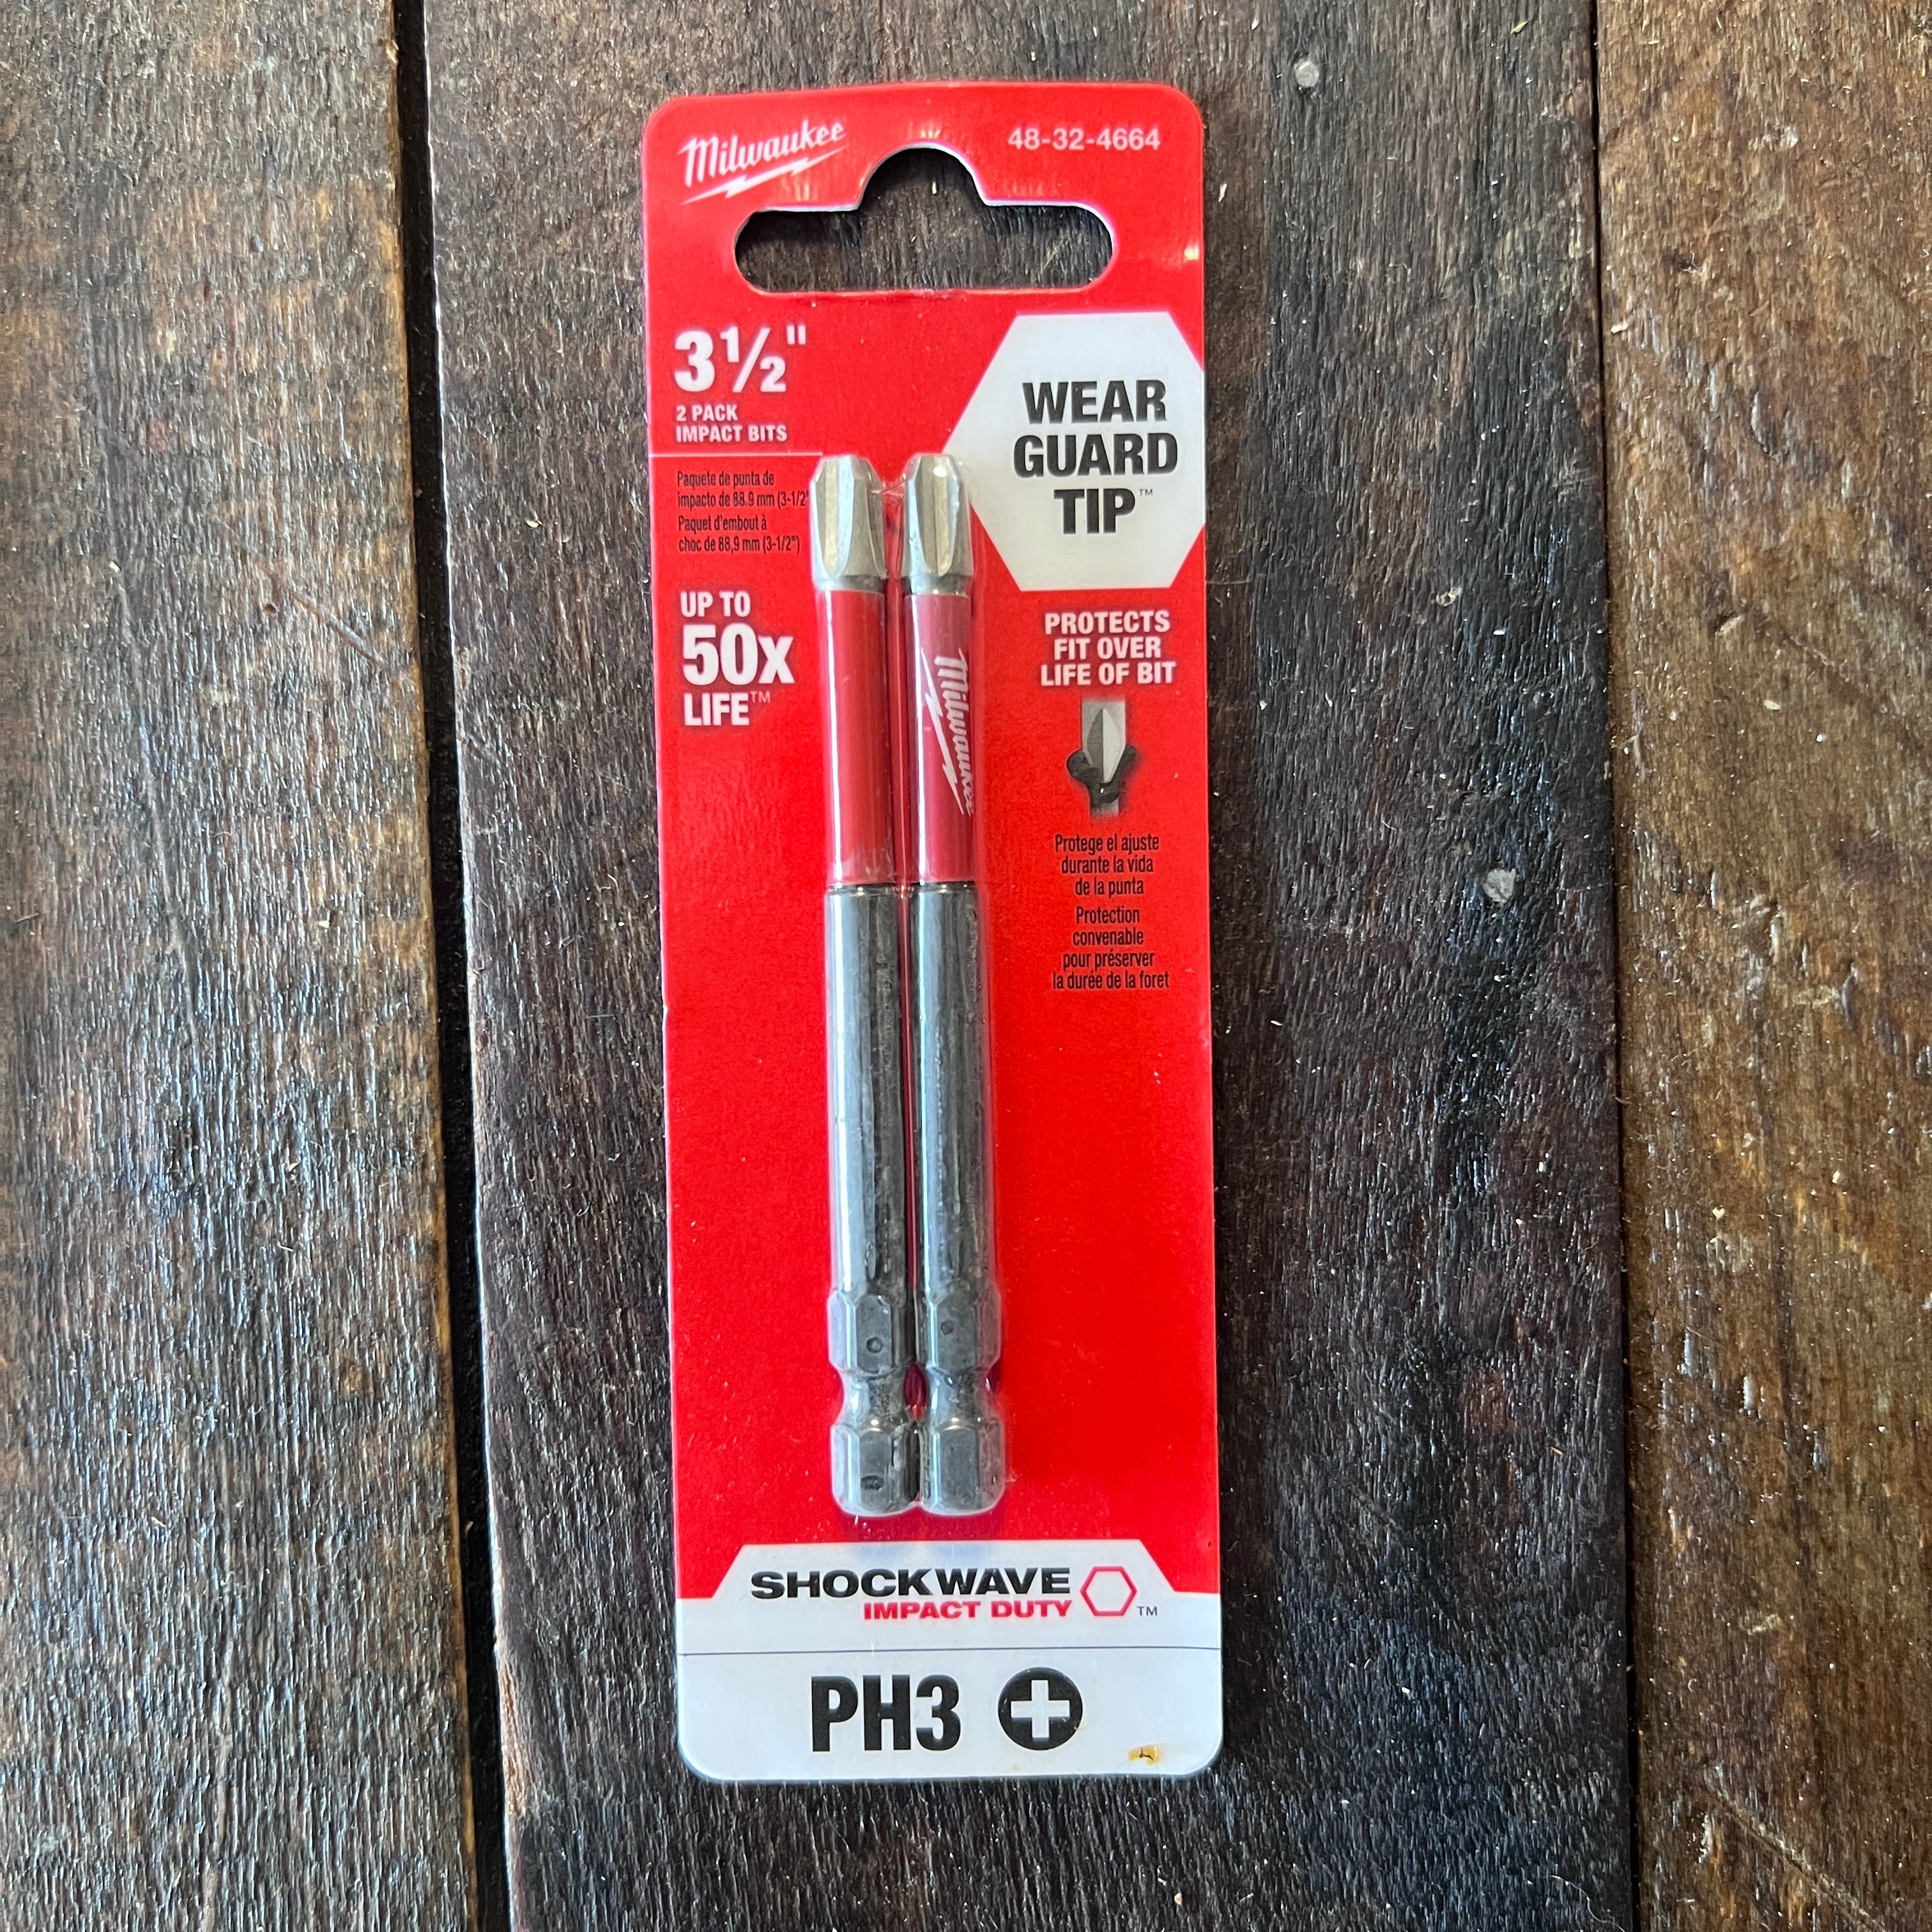 Milwaukee
48-32-4664
3½"
2 PACK
IMPACT BITS
Paquete de punta de
impacto de 88.9 mm (3-1/2"
Paquet d'embout à
choc de 88,9 mm (3-1/2")
UP TO
50x
LIFE™
WEAR
GUARD
TIP™
PROTECTS
FIT OVER
LIFE OF BIT
Protege el ajuste
durante la vida
de la punta
Protection
convenable
pour préserver
la durée de la foret
Milwaukee
SHOCKWAVE
IMPACT DUTY™
PH3